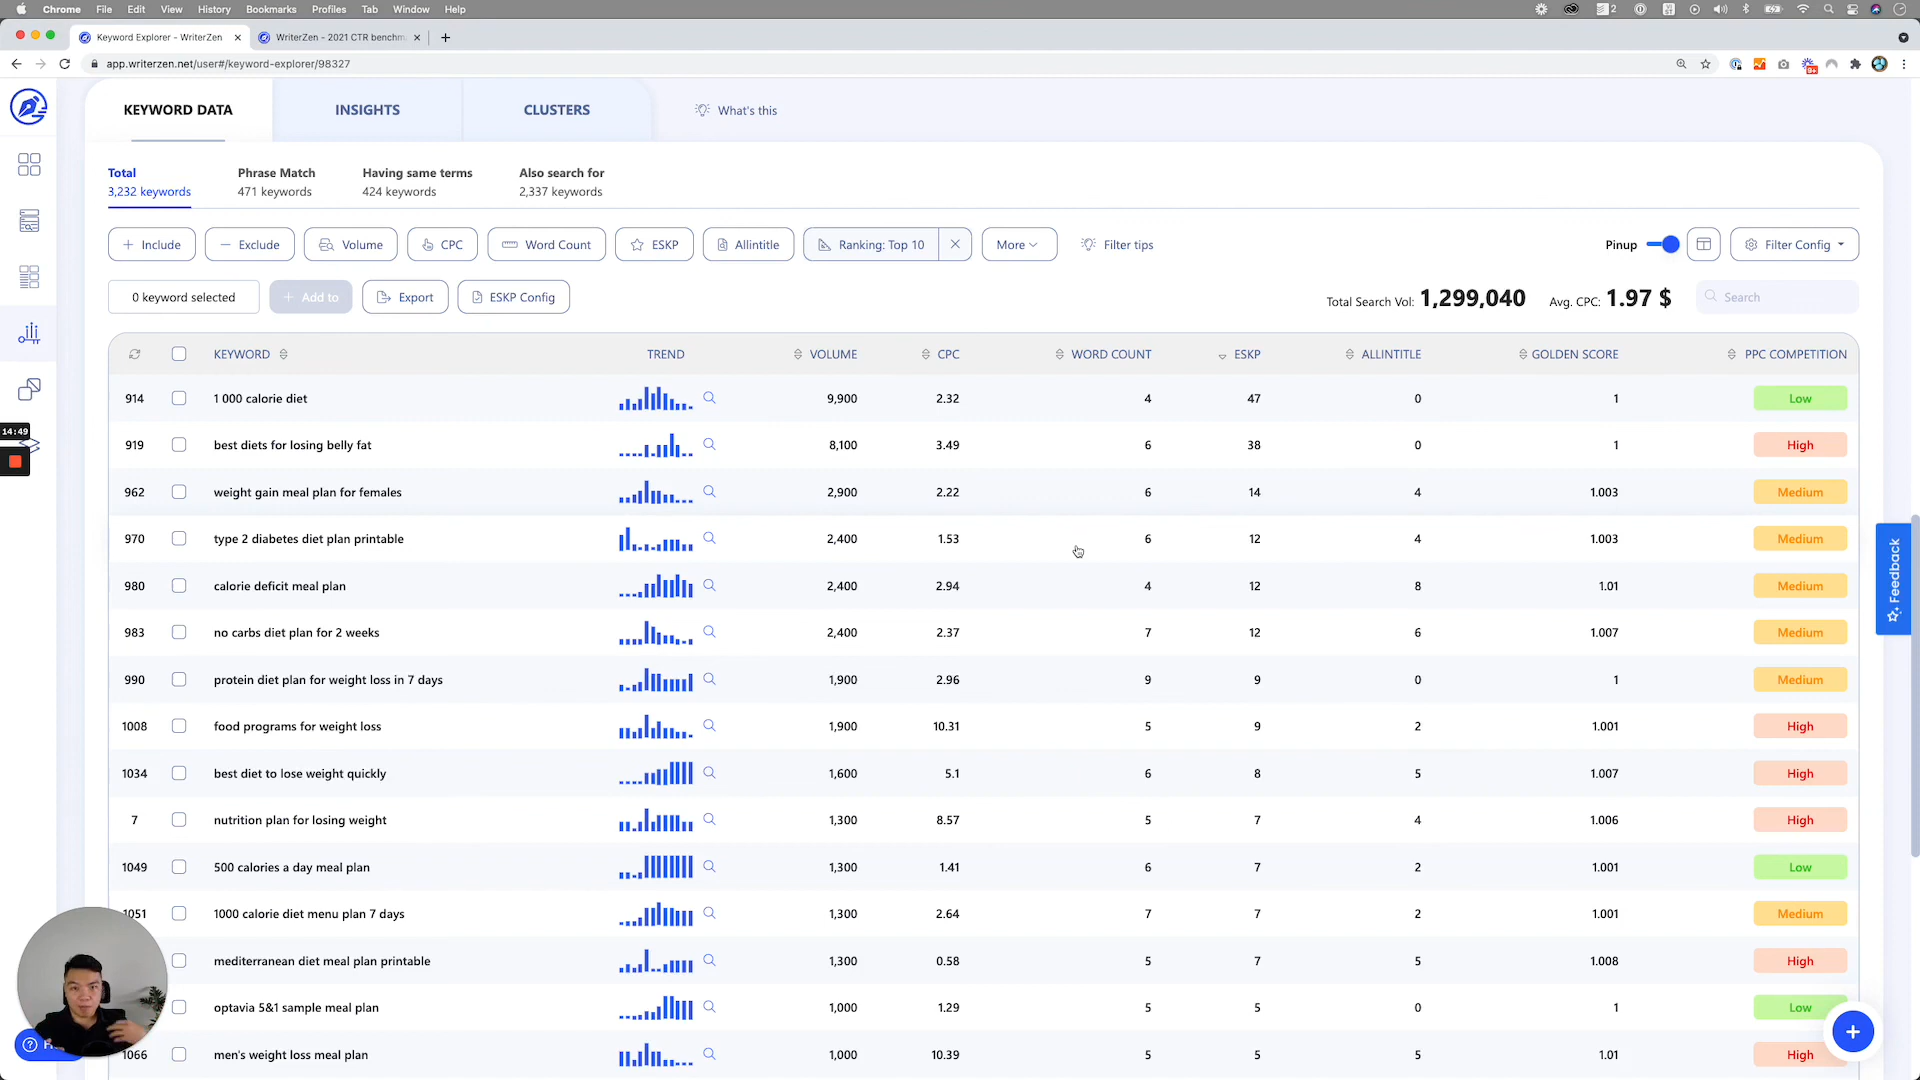 Chrome File Edit View History Bookmarks Profiles Tab Window Help
Keyword Explorer - WriterZen
WriterZen - 2021 CTR benchm
app.writerzen.net/user#/keyword-explorer/98327
9+
KEYWORD DATA INSIGHTS CLUSTERS What's this
Total Phrase Match Having same terms Also search for
3,232 keywords 471 keywords 424 keywords 2,337 keywords
Include Exclude Volume CPC Word Count ESKP Allintitle Ranking: Top 10 More Filter tips Pinup Filter Config
0 keyword selected + Add to Export ESKP Config Total Search Vol: 1,299,040 Avg. CPC: 1.97 $ Search
KEYWORD TREND VOLUME CPC WORD COUNT ESKP ALLINTITLE GOLDEN SCORE PPC COMPETITION
914 1 000 calorie diet 9,900 2.32 4 47 0 1 Low
14:49
919 best diets for losing belly fat 8,100 3.49 6 38 0 1 High
962 weight gain meal plan for females 2,900 2.22 6 14 4 1.003 Medium
970 type 2 diabetes diet plan printable 2,400 1.53 6 12 4 1.003 Medium
980 calorie deficit meal plan 2,400 2.94 4 12 8 1.01 Medium
Feedback
983 no carbs diet plan for 2 weeks 2,400 2.37 7 12 6 1.007 Medium
990 protein diet plan for weight loss in 7 days 1,900 2.96 9 9 0 1 Medium
1008 food programs for weight loss 1,900 10.31 5 9 2 1.001 High
1034 best diet to lose weight quickly 1,600 5.1 6 8 5 1.007 High
7 nutrition plan for losing weight 1,300 8.57 5 7 4 1.006 High
1049 500 calories a day meal plan 1,300 1.41 6 7 2 1.001 Low
1051 1000 calorie diet menu plan 7 days 1,300 2.64 7 7 2 1.001 Medium
mediterranean diet meal plan printable 1,300 0.58 5 7 5 1.008 High
optavia 5&1 sample meal plan 1,000 1.29 5 5 0 1 Low
1066 men's weight loss meal plan 1,000 10.39 5 5 5 1.01 High